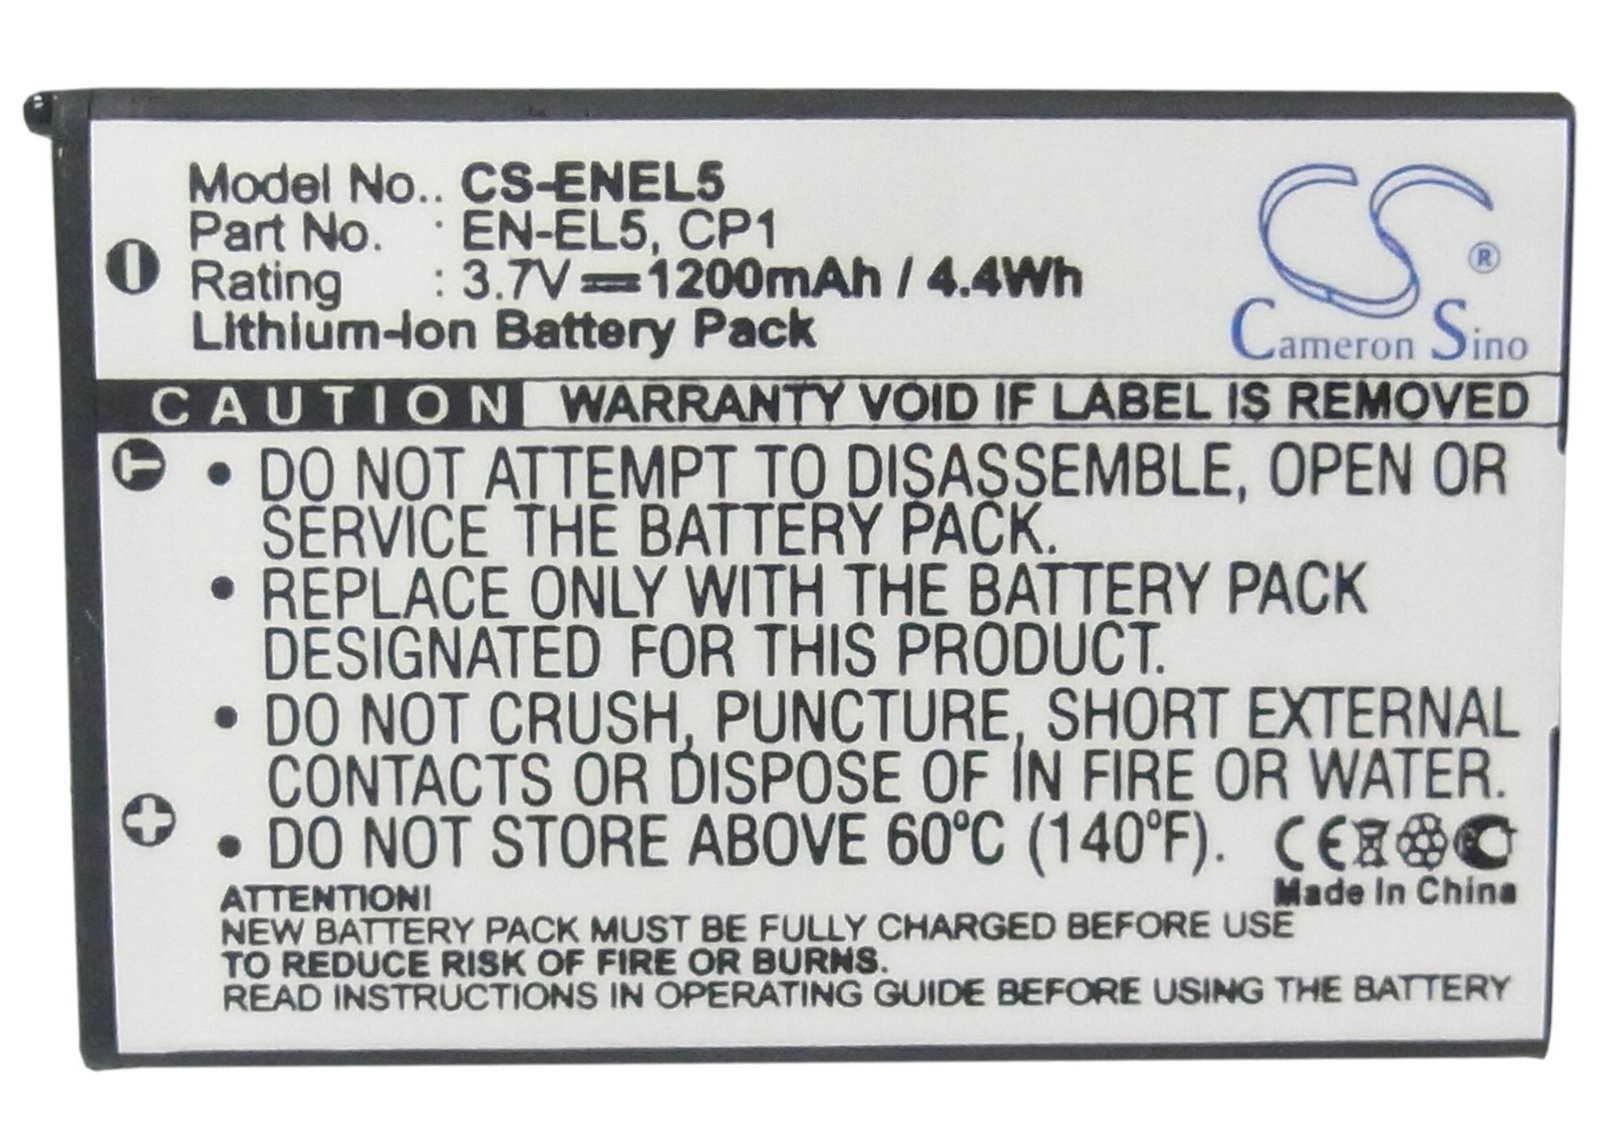 Model No.. CS-ENEL5
Part No. : EN-EL5, CP1
Rating : 3.7V 1200mAh / 4.4Wh
Lithium-Ion Battery Pack
CS ®
Cameron Sino
CAUTION WARRANTY VOID IF LABEL IS REMOVED
T
• DO NOT ATTEMPT TO DISASSEMBLE, OPEN OR
SERVICE THE BATTERY PACK.
• REPLACE ONLY WITH THE BATTERY PACK
DESIGNATED FOR THIS PRODUCT.
• DO NOT CRUSH, PUNCTURE, SHORT EXTERNAL
CONTACTS OR DISPOSE OF IN FIRE OR WATER.
• DO NOT STORE ABOVE 60ºC (140ºF).
CE
Made In China
ATTENTION!
NEW BATTERY PACK MUST BE FULLY CHARGED BEFORE USE
TO REDUCE RISK OF FIRE OR BURNS.
READ INSTRUCTIONS IN OPERATING GUIDE BEFORE USING THE BATTERY